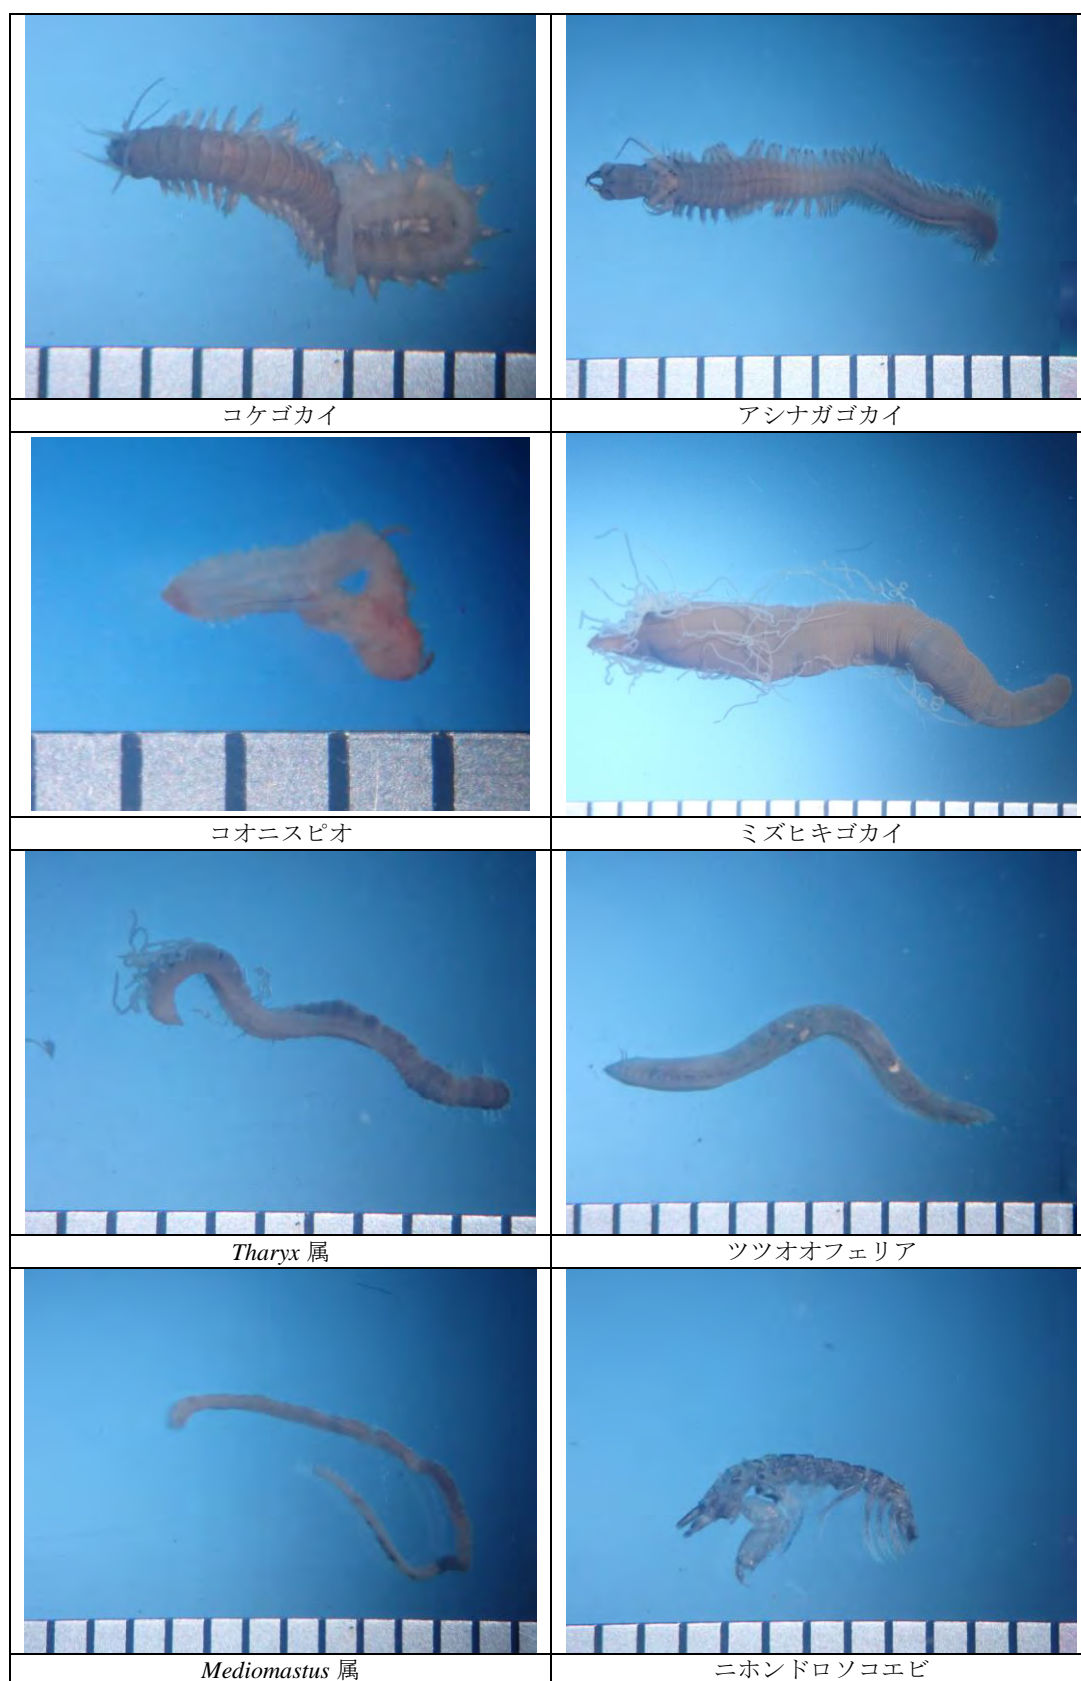 コケゴカイ
アシナガゴカイ
コオニスピオ
ミズヒキゴカイ
Tharyx 属
ツツオオフェリア
Mediomastus 属
ニホンドロソコエビ